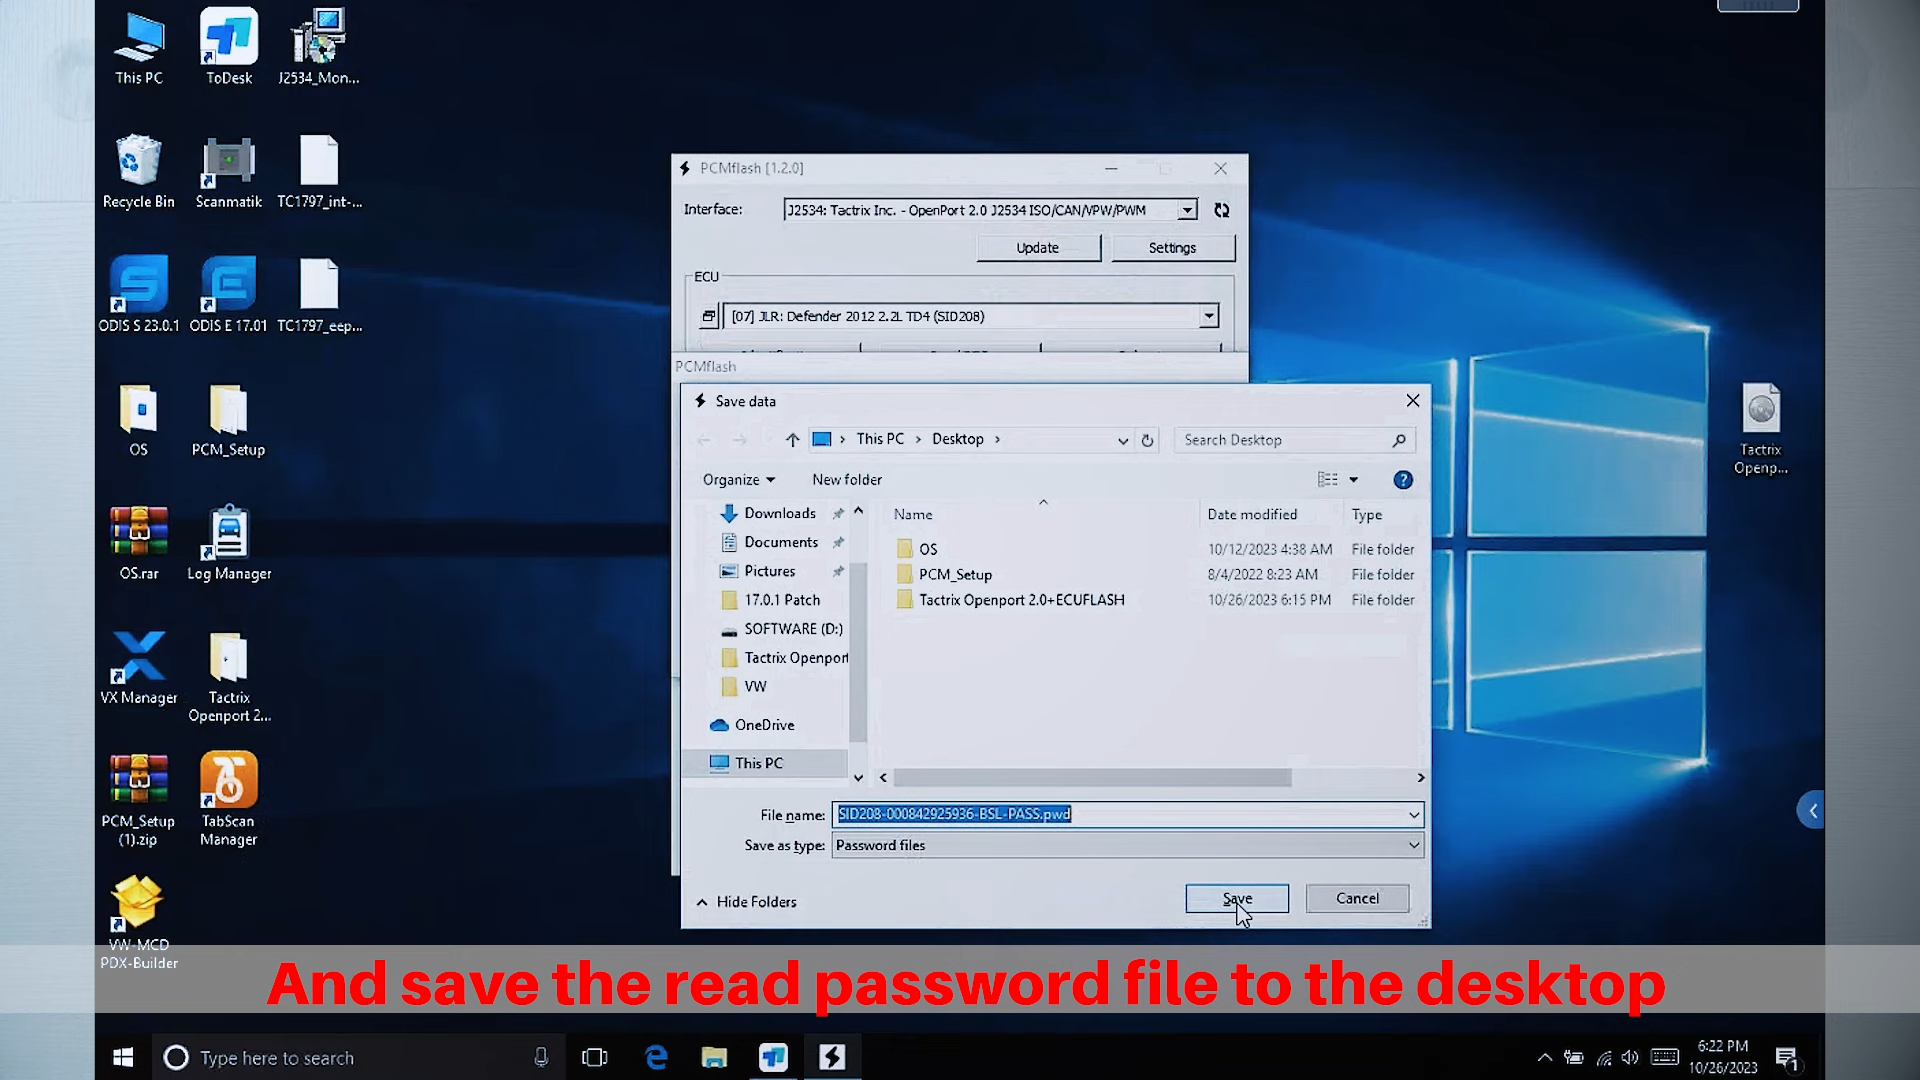 This PC
ToDesk
J2534_Mon...
Recycle Bin
Scanmatik
TC1797_int-...
ODIS S 23.0.1
ODIS E 17.01
TC1797_eep...
OS
PCM_Setup
OS.rar
Log Manager
VX Manager
Tactrix
Openport 2...
PCM_Setup
(1).zip
TabScan
Manager
VW-MCD
PDX-Builder
Tactrix
Openp...
PCMflash [1.2.0]
Interface:
J2534: Tactrix Inc. - OpenPort 2.0 J2534 ISO/CAN/VPW/PWM
Update
Settings
ECU
[07] JLR: Defender 2012 2.2L TD4 (SID208)
PCMflash
Save data
This PC
Desktop
Search Desktop
Organize
New folder
Downloads
Documents
Pictures
17.0.1 Patch
SOFTWARE (D:)
Tactrix Openport
VW
OneDrive
This PC
Name
Date modified
Type
OS
10/12/2023 4:38 AM
File folder
PCM_Setup
8/4/2022 8:23 AM
File folder
Tactrix Openport 2.0+ECUFLASH
10/26/2023 6:15 PM
File folder
File name:
SID208-000842925936-BSL-PASS.pwd
Save as type:
Password files
Hide Folders
Save
Cancel
And save the read password file to the desktop
Type here to search
6:22 PM
10/26/2023
1